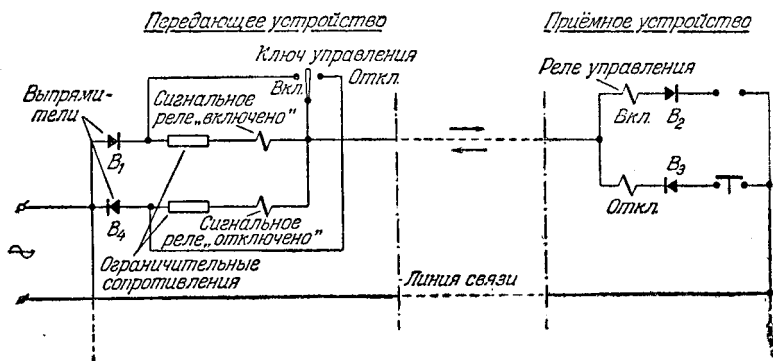 Передающее устройство
Приёмное устройство
Ключ управления
Вкл.
Откл.
Выпрями-
тели
Сигнальное
реле „включено"
B₁
B₄
Сигнальное
реле „отключено"
Ограничительные
сопротивления
Линия связи
Реле управления
Вкл.
B₂
B₃
Откл.